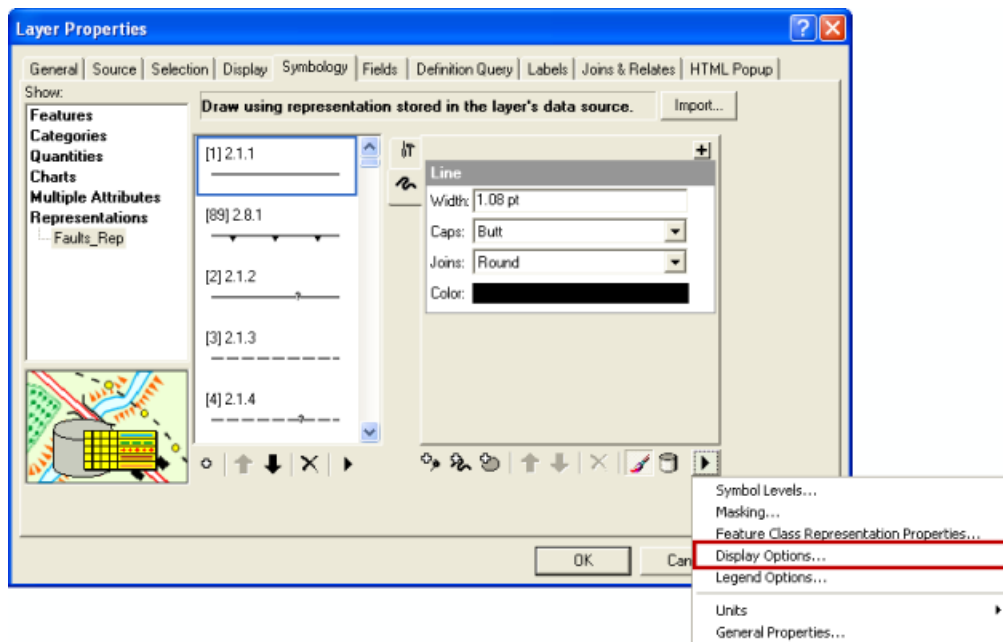 Layer Properties
General Source Selection Display Symbology Fields Definition Query Labels Joins & Relates HTML Popup
Show:
Features
Categories
Quantities
Charts
Multiple Attributes
Representations
Faults_Rep
Draw using representation stored in the layer's data source.
Import...
[1] 2.1.1
[89] 2.8.1
[2] 2.1.2
?
[3] 2.1.3
[4] 2.1.4
?
Line
Width: 1.08 pt
Caps: Butt
Joins: Round
Color:
OK
Can
Symbol Levels...
Masking...
Feature Class Representation Properties...
Display Options...
Legend Options...
Units
General Properties...